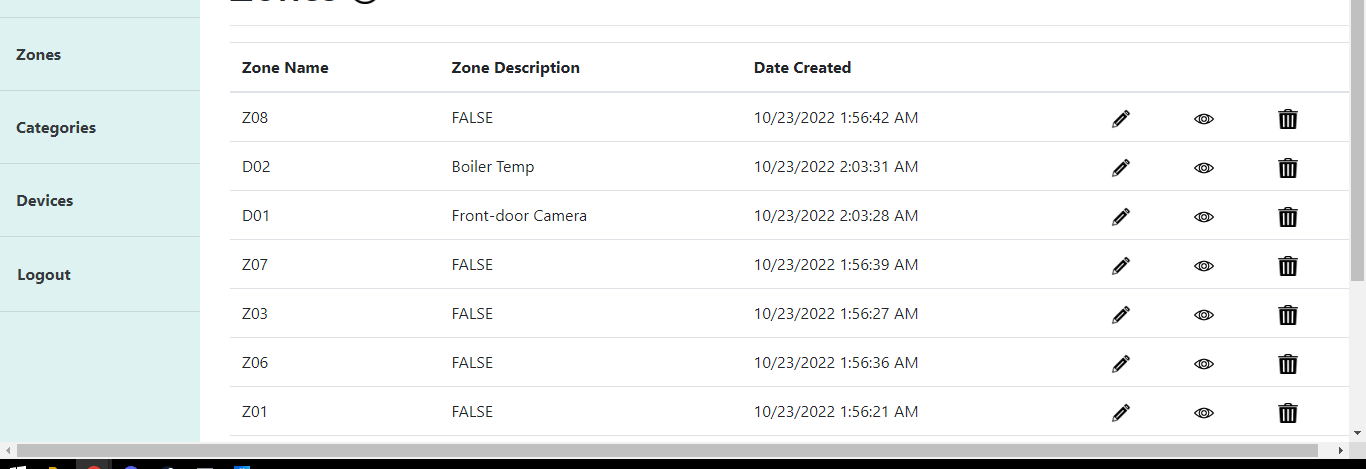 Zones
Categories
Devices
Logout
Zone Name Zone Description Date Created
Z08 FALSE 10/23/2022 1:56:42 AM
D02 Boiler Temp 10/23/2022 2:03:31 AM
D01 Front-door Camera 10/23/2022 2:03:28 AM
Z07 FALSE 10/23/2022 1:56:39 AM
Z03 FALSE 10/23/2022 1:56:27 AM
Z06 FALSE 10/23/2022 1:56:36 AM
Z01 FALSE 10/23/2022 1:56:21 AM